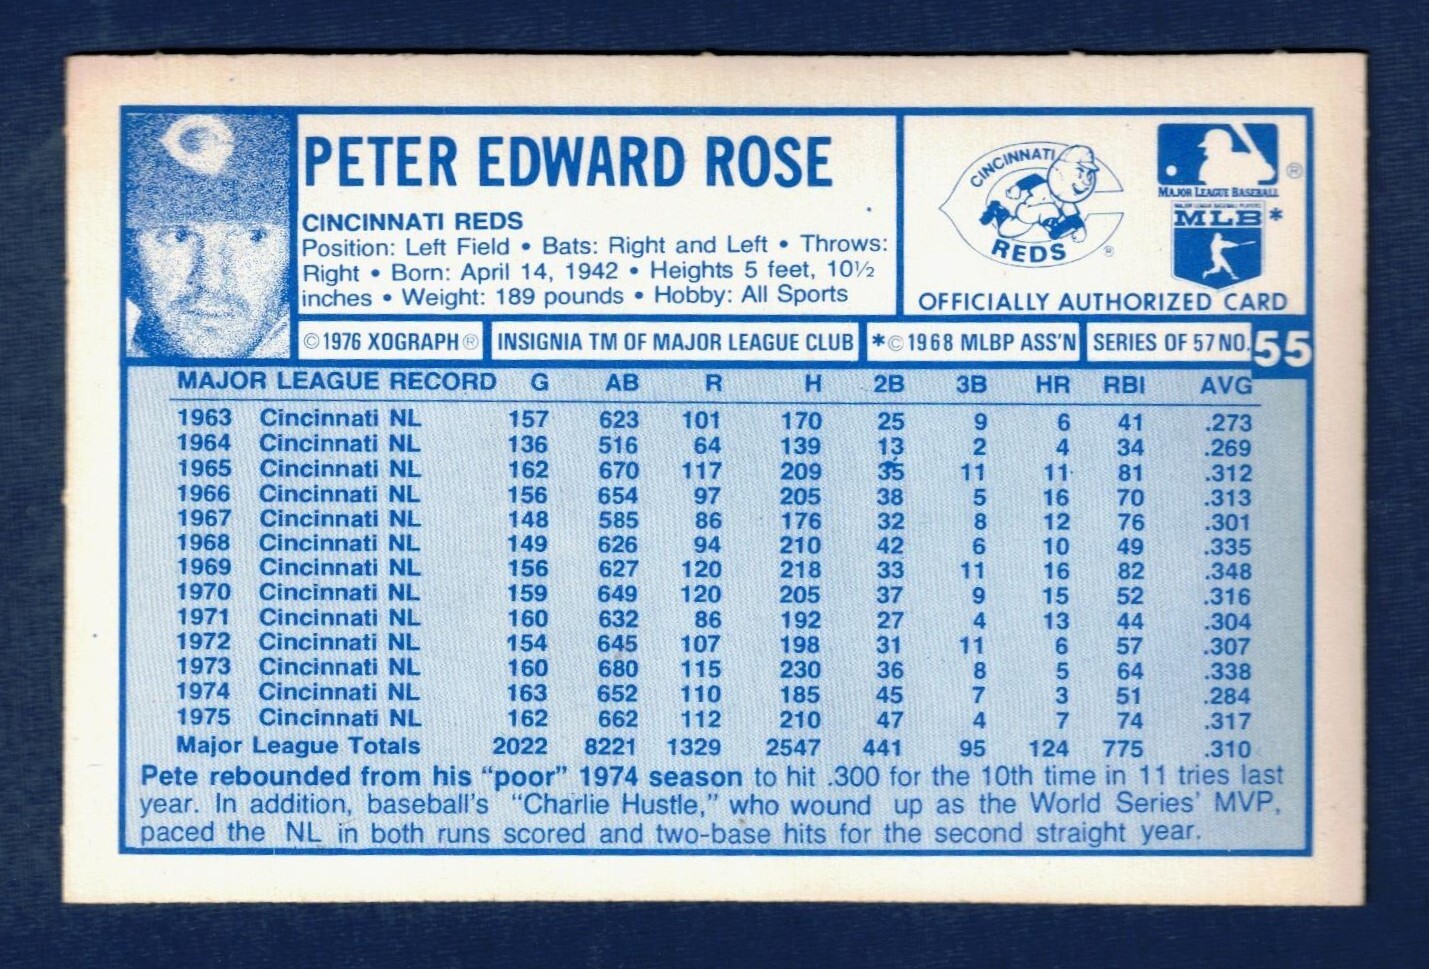 PETER EDWARD ROSE
CINCINNATI REDS
Position: Left Field • Bats: Right and Left • Throws:
Right • Born: April 14, 1942 • Heights 5 feet, 10½
inches • Weight: 189 pounds • Hobby: All Sports
CINCINNATI
REDS ®
®
MAJOR LEAGUE BASEBALL
MAJOR LEAGUE BASEBALL PLAYERS
MLB *
OFFICIALLY AUTHORIZED CARD
©1976 XOGRAPH® INSIGNIA TM OF MAJOR LEAGUE CLUB *©1968 MLBP ASS'N SERIES OF 57 NO. 55
MAJOR LEAGUE RECORD G AB R H 2B 3B HR RBI AVG
1963 Cincinnati NL 157 623 101 170 25 9 6 41 .273
1964 Cincinnati NL 136 516 64 139 13 2 4 34 .269
1965 Cincinnati NL 162 670 117 209 35 11 11 81 .312
1966 Cincinnati NL 156 654 97 205 38 5 16 70 .313
1967 Cincinnati NL 148 585 86 176 32 8 12 76 .301
1968 Cincinnati NL 149 626 94 210 42 6 10 49 .335
1969 Cincinnati NL 156 627 120 218 33 11 16 82 .348
1970 Cincinnati NL 159 649 120 205 37 9 15 52 .316
1971 Cincinnati NL 160 632 86 192 27 4 13 44 .304
1972 Cincinnati NL 154 645 107 198 31 11 6 57 .307
1973 Cincinnati NL 160 680 115 230 36 8 5 64 .338
1974 Cincinnati NL 163 652 110 185 45 7 3 51 .284
1975 Cincinnati NL 162 662 112 210 47 4 7 74 .317
Major League Totals 2022 8221 1329 2547 441 95 124 775 .310
Pete rebounded from his “poor” 1974 season to hit .300 for the 10th time in 11 tries last
year. In addition, baseball's “Charlie Hustle,” who wound up as the World Series' MVP,
paced the NL in both runs scored and two-base hits for the second straight year.